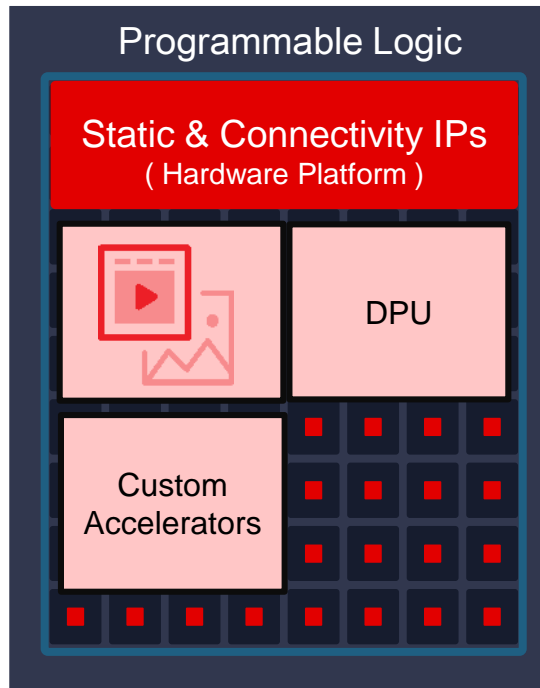 Programmable Logic
Static & Connectivity IPs
( Hardware Platform )
DPU
Custom
Accelerators